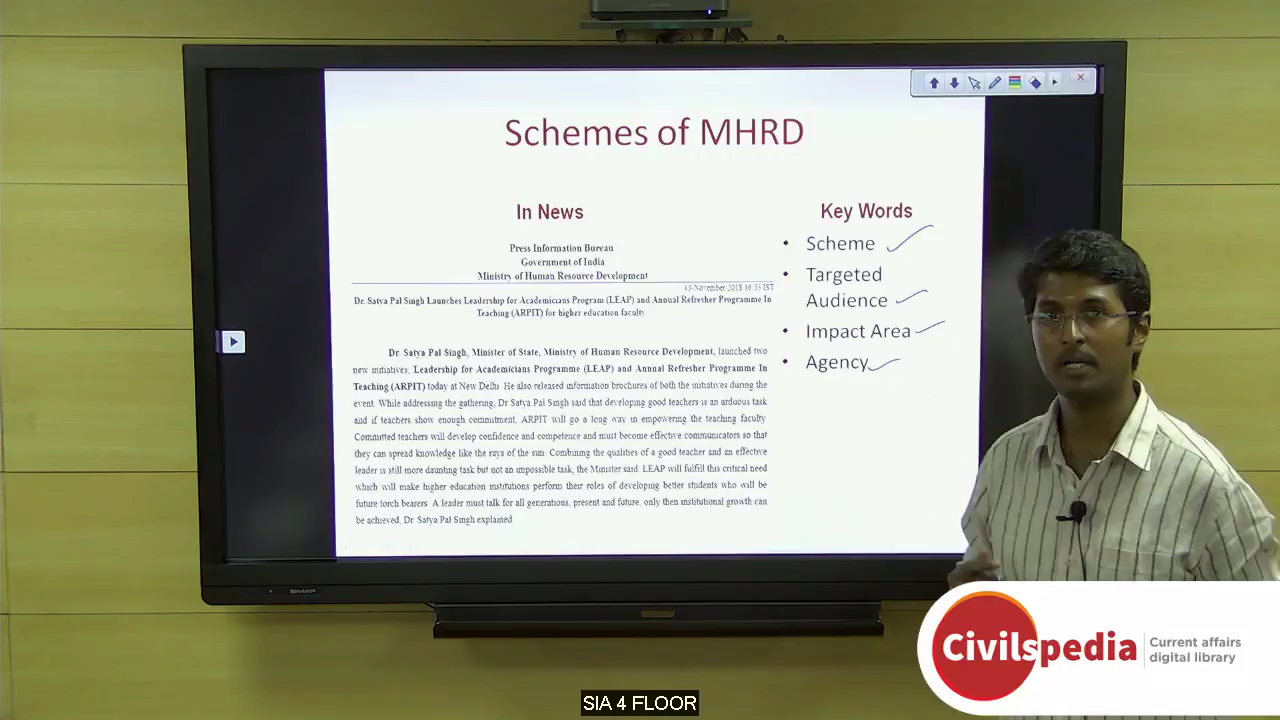 Schemes of MHRD
In News
Press Information Bureau
Government of India
Ministry of Human Resource Development
13-November-2018 16:35 IST
Dr. Satya Pal Singh Launches Leadership for Academicians Program (LEAP) and Annual Refresher Programme In
Teaching (ARPIT) for higher education faculty
Dr. Satya Pal Singh, Minister of State, Ministry of Human Resource Development, launched two
new initiatives; Leadership for Academicians Programme (LEAP) and Annual Refresher Programme In
Teaching (ARPIT) today at New Delhi. He also released information brochures of both the initiatives during the
event. While addressing the gathering, Dr Satya Pal Singh said that developing good teachers is an arduous task
and if teachers show enough commitment, ARPIT will go a long way in empowering the teaching faculty.
Committed teachers will develop confidence and competence and must become effective communicators so that
they can spread knowledge like the rays of the sun. Combining the qualities of a good teacher and an effective
leader is still more daunting task but not an impossible task, the Minister said. LEAP will fulfill this critical need
which will make higher education institutions perform their roles of developing better students who will be
future torch bearers. A leader must talk for all generations, present and future, only then institutional growth can
be achieved, Dr. Satya Pal Singh explained.
Key Words
• Scheme
• Targeted
Audience
• Impact Area
• Agency
SHARP
Civilspedia
Current affairs
digital library
SIA 4 FLOOR